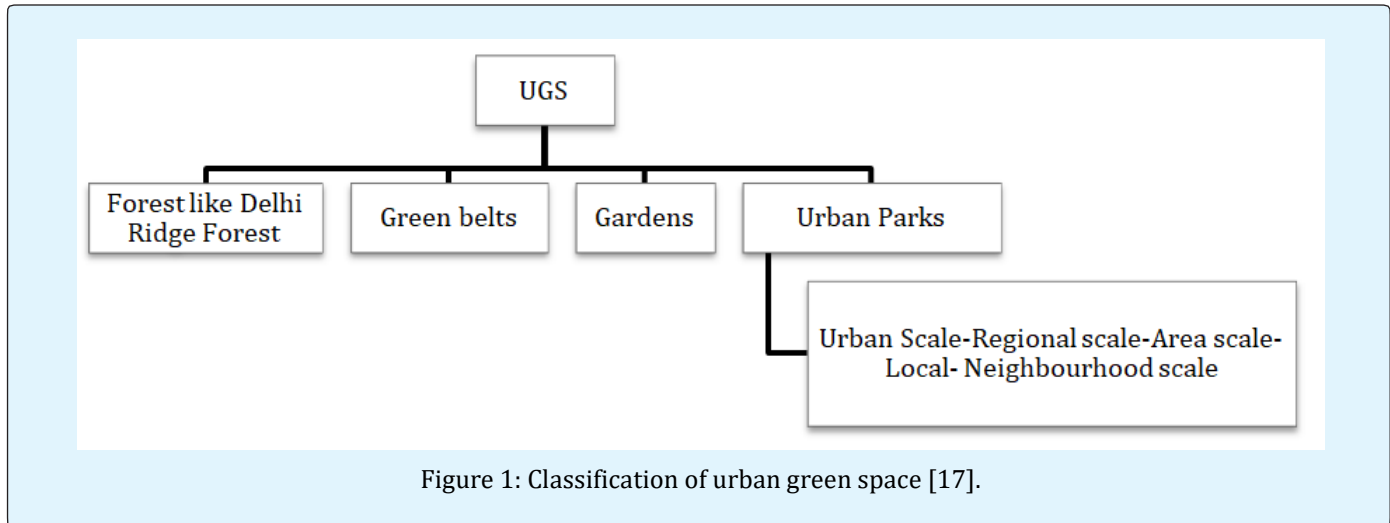 UGS
Forest like Delhi
Ridge Forest
Green belts
Gardens
Urban Parks
Urban Scale-Regional scale-Area scale-
Local- Neighbourhood scale
Figure 1: Classification of urban green space [17].